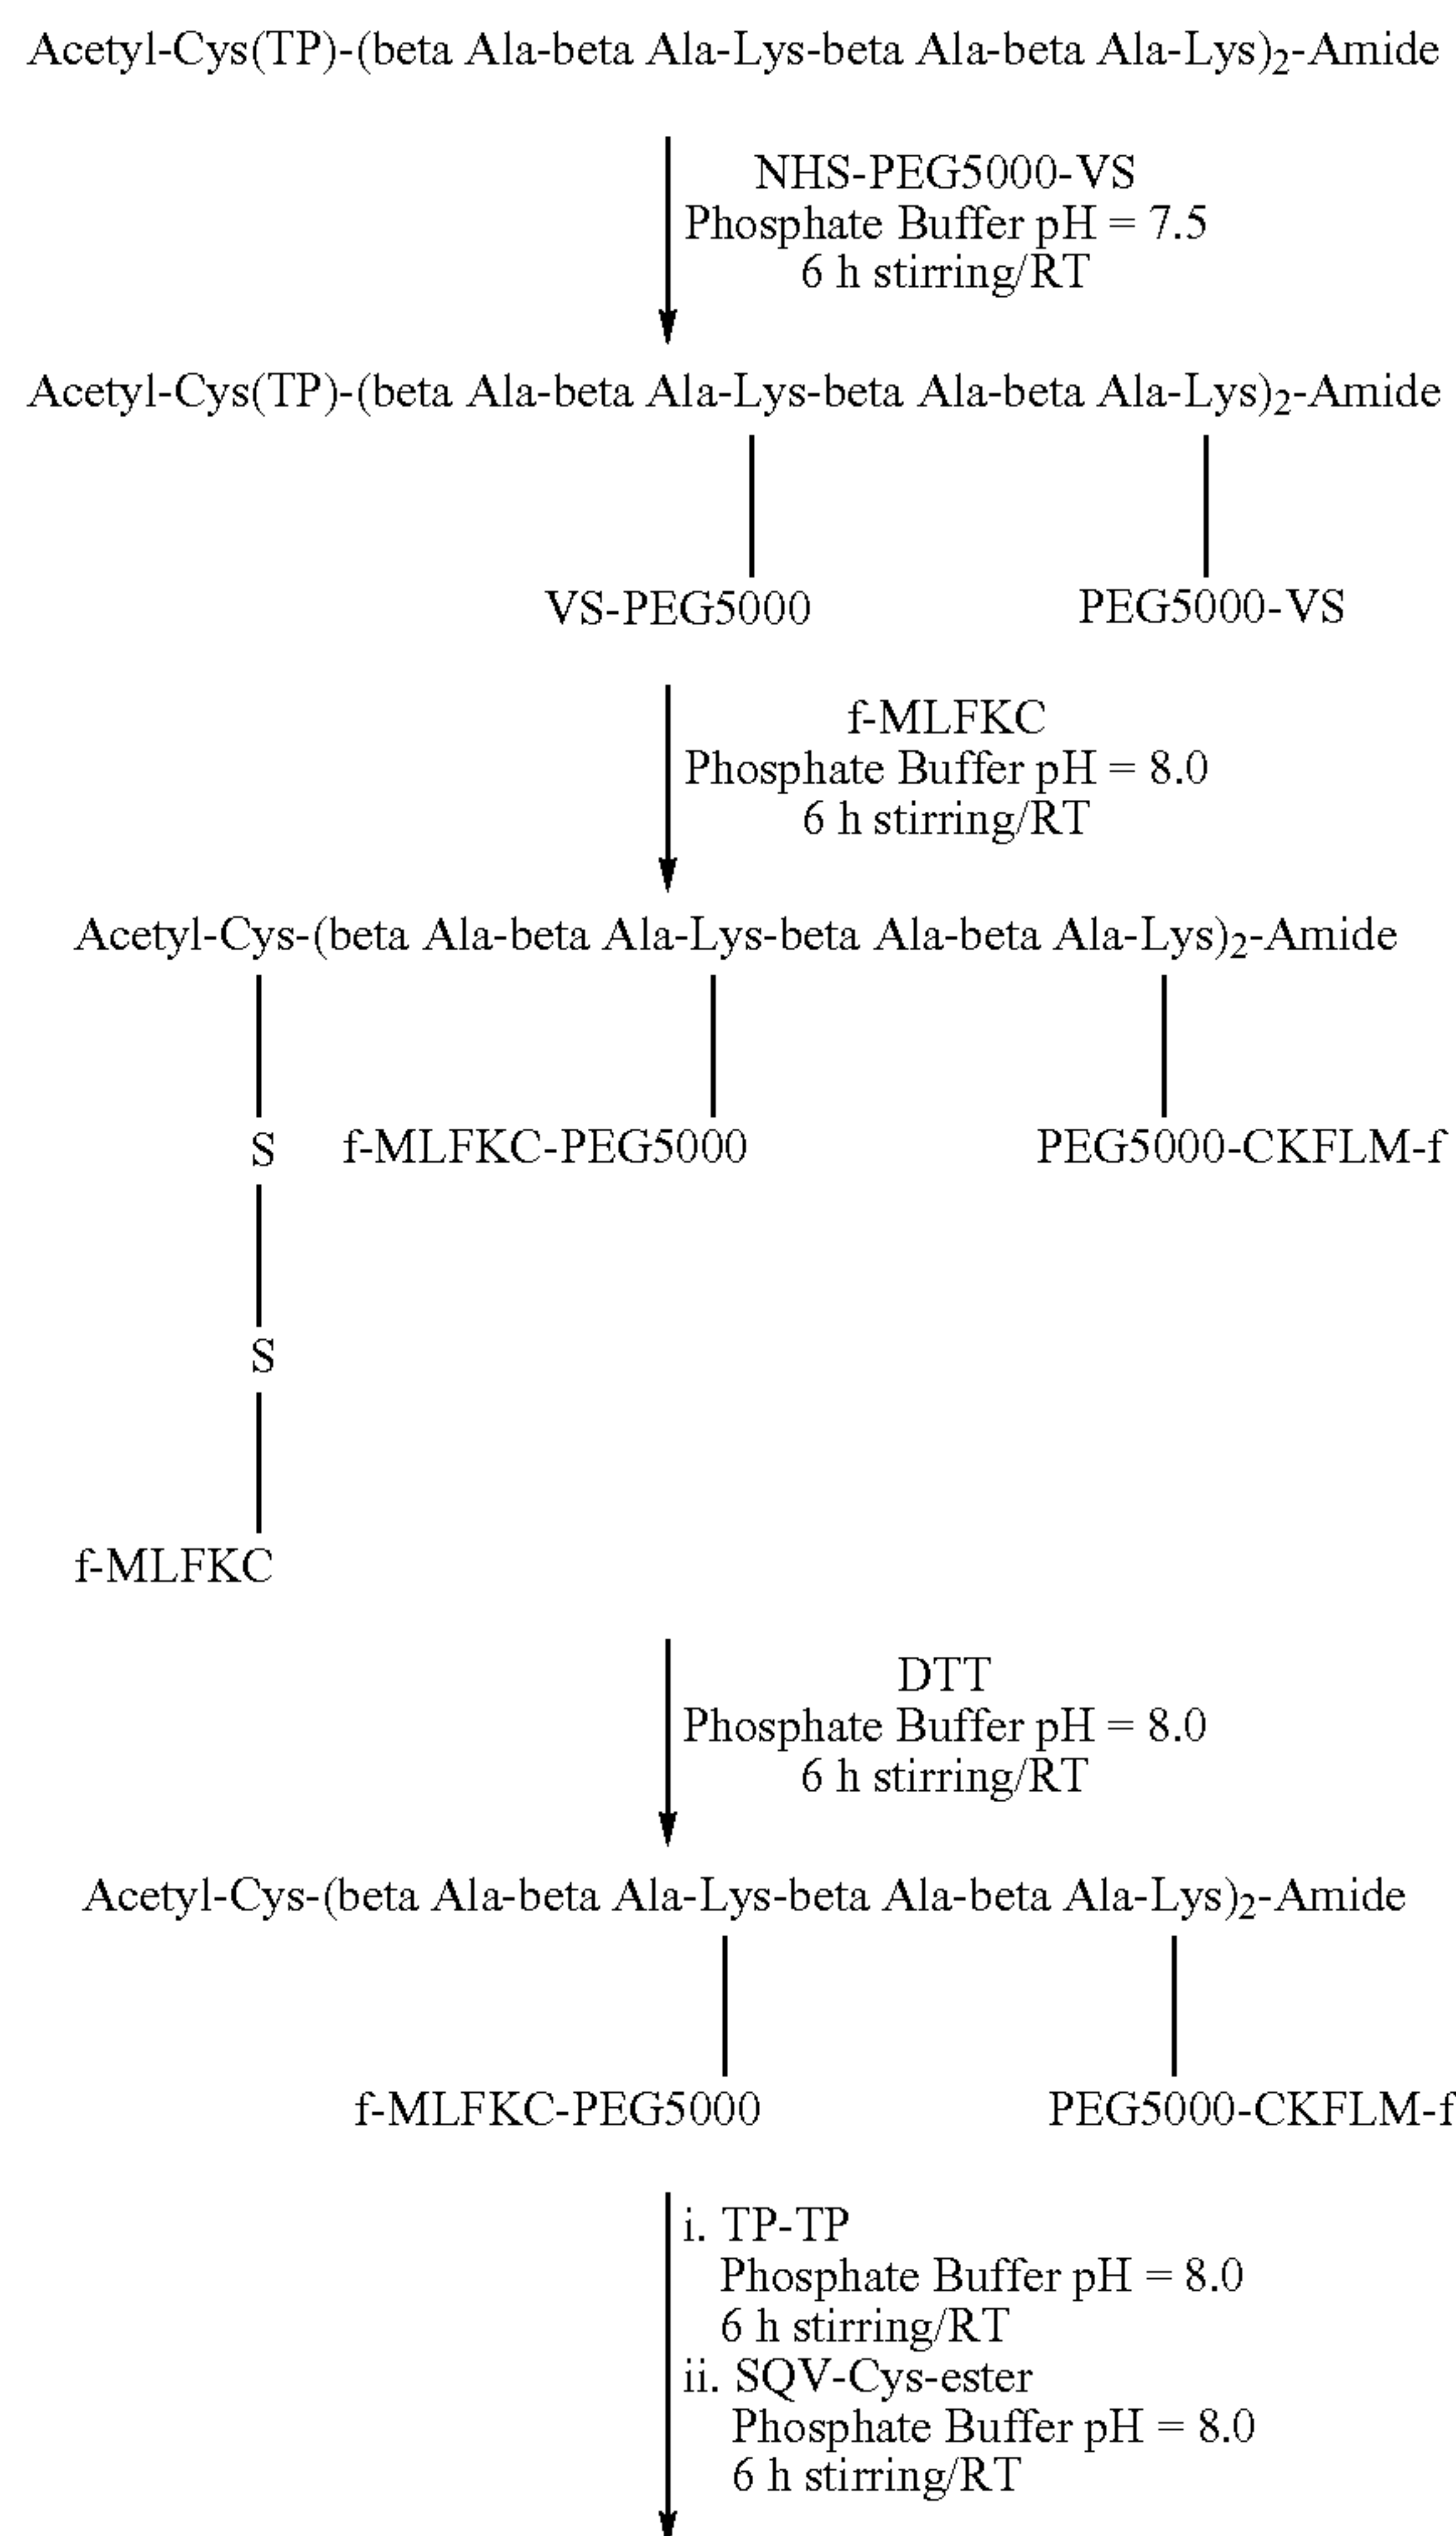 Acetyl-Cys(TP)-(beta Ala-beta Ala-Lys-beta Ala-beta Ala-Lys)₂-Amide
NHS-PEG5000-VS
Phosphate Buffer pH = 7.5
6 h stirring/RT
Acetyl-Cys(TP)-(beta Ala-beta Ala-Lys-beta Ala-beta Ala-Lys)₂-Amide
VS-PEG5000 PEG5000-VS
f-MLFKC
Phosphate Buffer pH = 8.0
6 h stirring/RT
Acetyl-Cys-(beta Ala-beta Ala-Lys-beta Ala-beta Ala-Lys)₂-Amide
S f-MLFKC-PEG5000 PEG5000-CKFLM-f
S
f-MLFKC
DTT
Phosphate Buffer pH = 8.0
6 h stirring/RT
Acetyl-Cys-(beta Ala-beta Ala-Lys-beta Ala-beta Ala-Lys)₂-Amide
f-MLFKC-PEG5000 PEG5000-CKFLM-f
i. TP-TP
Phosphate Buffer pH = 8.0
6 h stirring/RT
ii. SQV-Cys-ester
Phosphate Buffer pH = 8.0
6 h stirring/RT